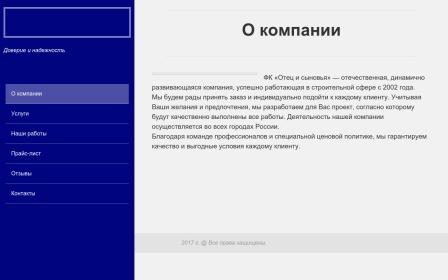 Доверие и надежность
О компании
Услуги
Наши работы
Прайс-лист
Отзывы
Контакты
О компании
ФК «Отец и сыновья» — отечественная, динамично
развивающаяся компания, успешно работающая в строительной сфере с 2002 года.
Мы будем рады принять заказ и индивидуально подойти к каждому клиенту. Учитывая
Ваши желания и предпочтения, мы разработаем для Вас проект, согласно которому
будут качественно выполнены все работы. Деятельность нашей компании
осуществляется во всех городах России.
Благодаря команде профессионалов и специальной ценовой политике, мы гарантируем
качество и выгодные условия каждому клиенту.
2017 г. @ Все права защищены.